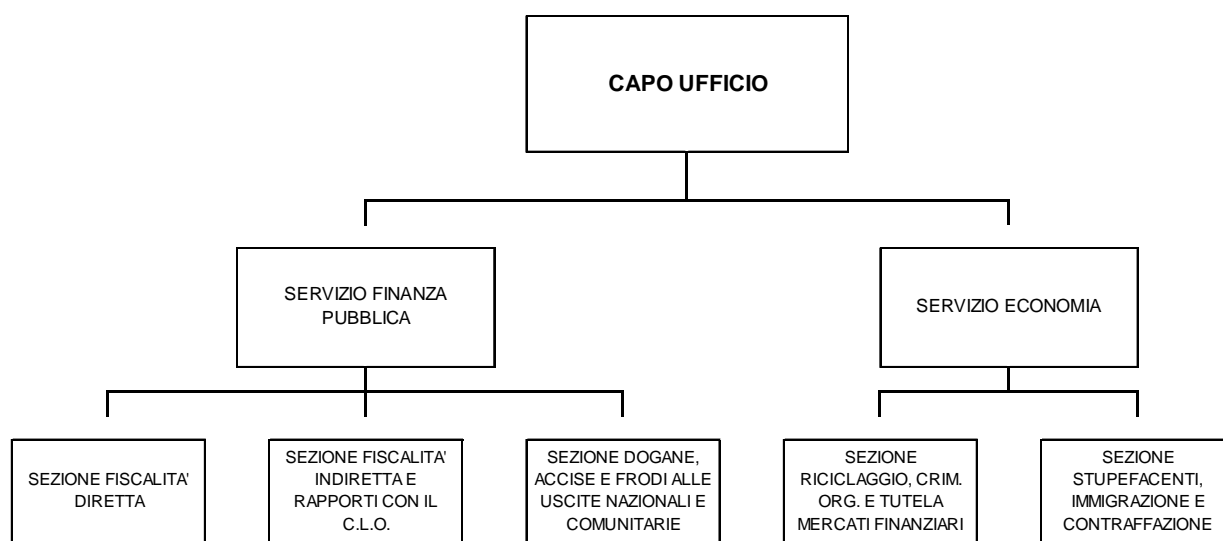 CAPO UFFICIO
SERVIZIO FINANZA
PUBBLICA
SERVIZIO ECONOMIA
SEZIONE FISCALITA'
DIRETTA
SEZIONE FISCALITA'
INDIRETTA E
RAPPORTI CON IL
C.L.O.
SEZIONE DOGANE,
ACCISE E FRODI ALLE
USCITE NAZIONALI E
COMUNITARIE
SEZIONE
RICICLAGGIO, CRIM.
ORG. E TUTELA
MERCATI FINANZIARI
SEZIONE
STUPEFACENTI,
IMMIGRAZIONE E
CONTRAFFAZIONE